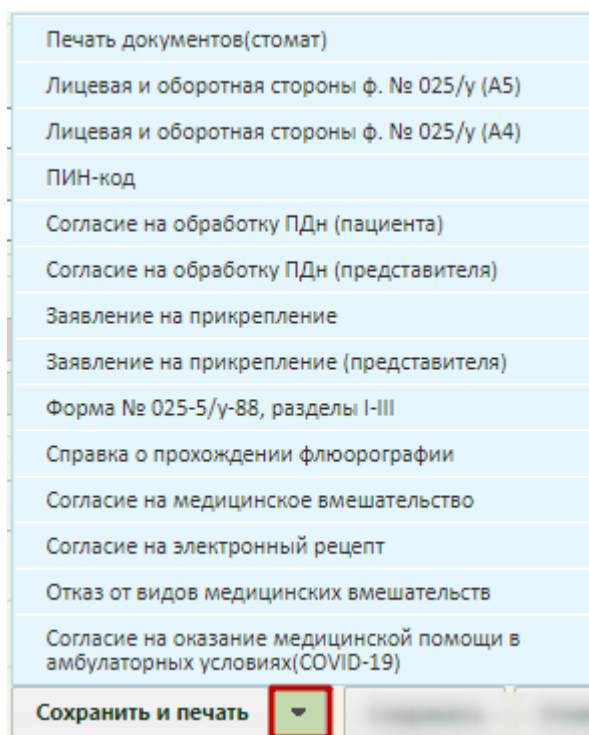 Печать документов(стомат)
Лицевая и оборотная стороны ф. № 025/у (А5)
Лицевая и оборотная стороны ф. № 025/у (А4)
ПИН-код
Согласие на обработку ПДн (пациента)
Согласие на обработку ПДн (представителя)
Заявление на прикрепление
Заявление на прикрепление (представителя)
Форма № 025-5/у-88, разделы I-III
Справка о прохождении флюорографии
Согласие на медицинское вмешательство
Согласие на электронный рецепт
Отказ от видов медицинских вмешательств
Согласие на оказание медицинской помощи в
амбулаторных условиях(COVID-19)
Сохранить и печать